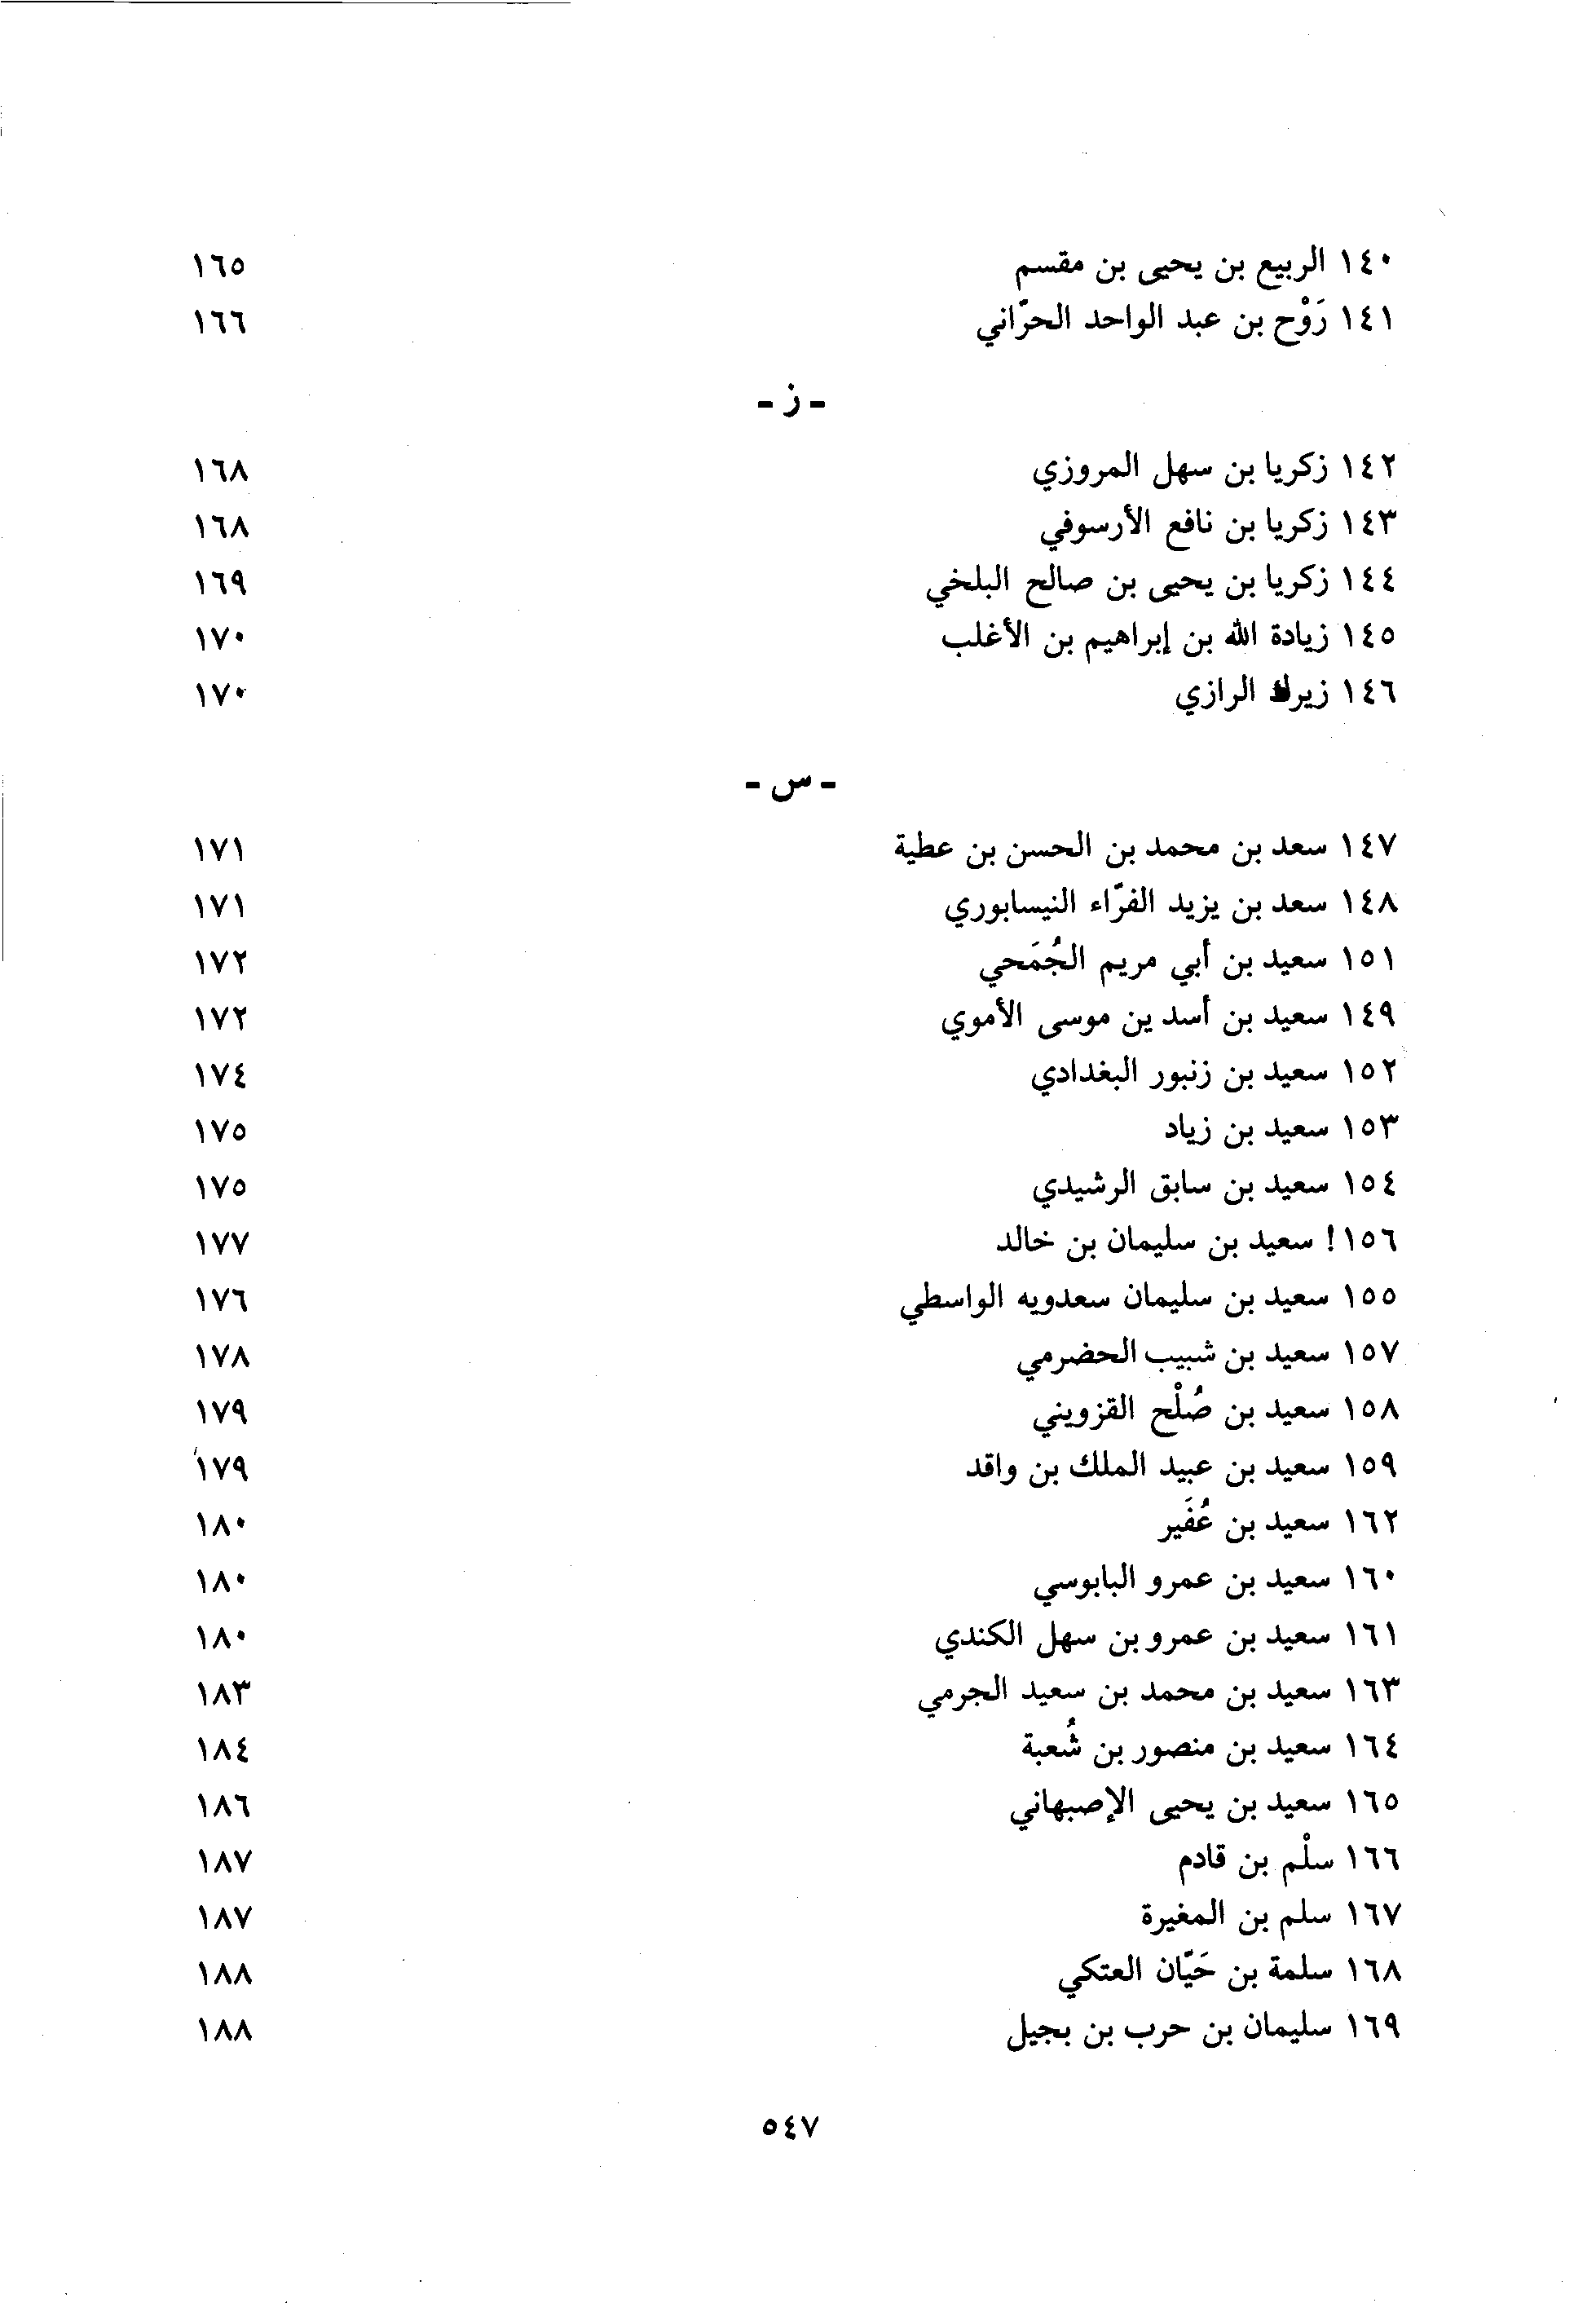 ١٤٠ الربيع بن يحيى بن مقسم ١٦٥
١٤١ رَوْح بن عبد الواحد الحرّاني ١٦٦
- ز -
١٤٢ زكريا بن سهل المروزي ١٦٨
١٤٣ زكريا بن نافع الأرسوفي ١٦٨
١٤٤ زكريا بن يحيى بن صالح البلخي ١٦٩
١٤٥ زيادة الله بن إبراهيم بن الأغلب ١٧٠
١٤٦ زيرك الرازي ١٧٠
- س -
١٤٧ سعد بن محمد بن الحسن بن عطية ١٧١
١٤٨ سعد بن يزيد الفرّاء النيسابوري ١٧١
١٥١ سعيد بن أبي مريم الجُمَحي ١٧٢
١٤٩ سعيد بن أسد ين موسى الأموي ١٧٢
١٥٢ سعيد بن زنبور البغدادي ١٧٤
١٥٣ سعيد بن زياد ١٧٥
١٥٤ سعيد بن سابق الرشيدي ١٧٥
١٥٦ ! سعيد بن سليمان بن خالد ١٧٧
١٥٥ سعيد بن سليمان سعدويه الواسطي ١٧٦
١٥٧ سعيد بن شبيب الحضرمي ١٧٨
١٥٨ سعيد بن صُلْح القزويني ١٧٩
١٥٩ سعيد بن عبيد الملك بن واقد ١٧٩
١٦٢ سعيد بن عُفَير ١٨٠
١٦٠ سعيد بن عمرو البابوسي ١٨٠
١٦١ سعيد بن عمرو بن سهل الكندي ١٨٠
١٦٣ سعيد بن محمد بن سعيد الجرمي ١٨٣
١٦٤ سعيد بن منصور بن شُعبة ١٨٤
١٦٥ سعيد بن يحيى الإصبهاني ١٨٦
١٦٦ سلْم بن قادم ١٨٧
١٦٧ سلم بن المغيرة ١٨٧
١٦٨ سلمة بن حَيّان العتكي ١٨٨
١٦٩ سليمان بن حرب بن بجيل ١٨٨
٥٤٧